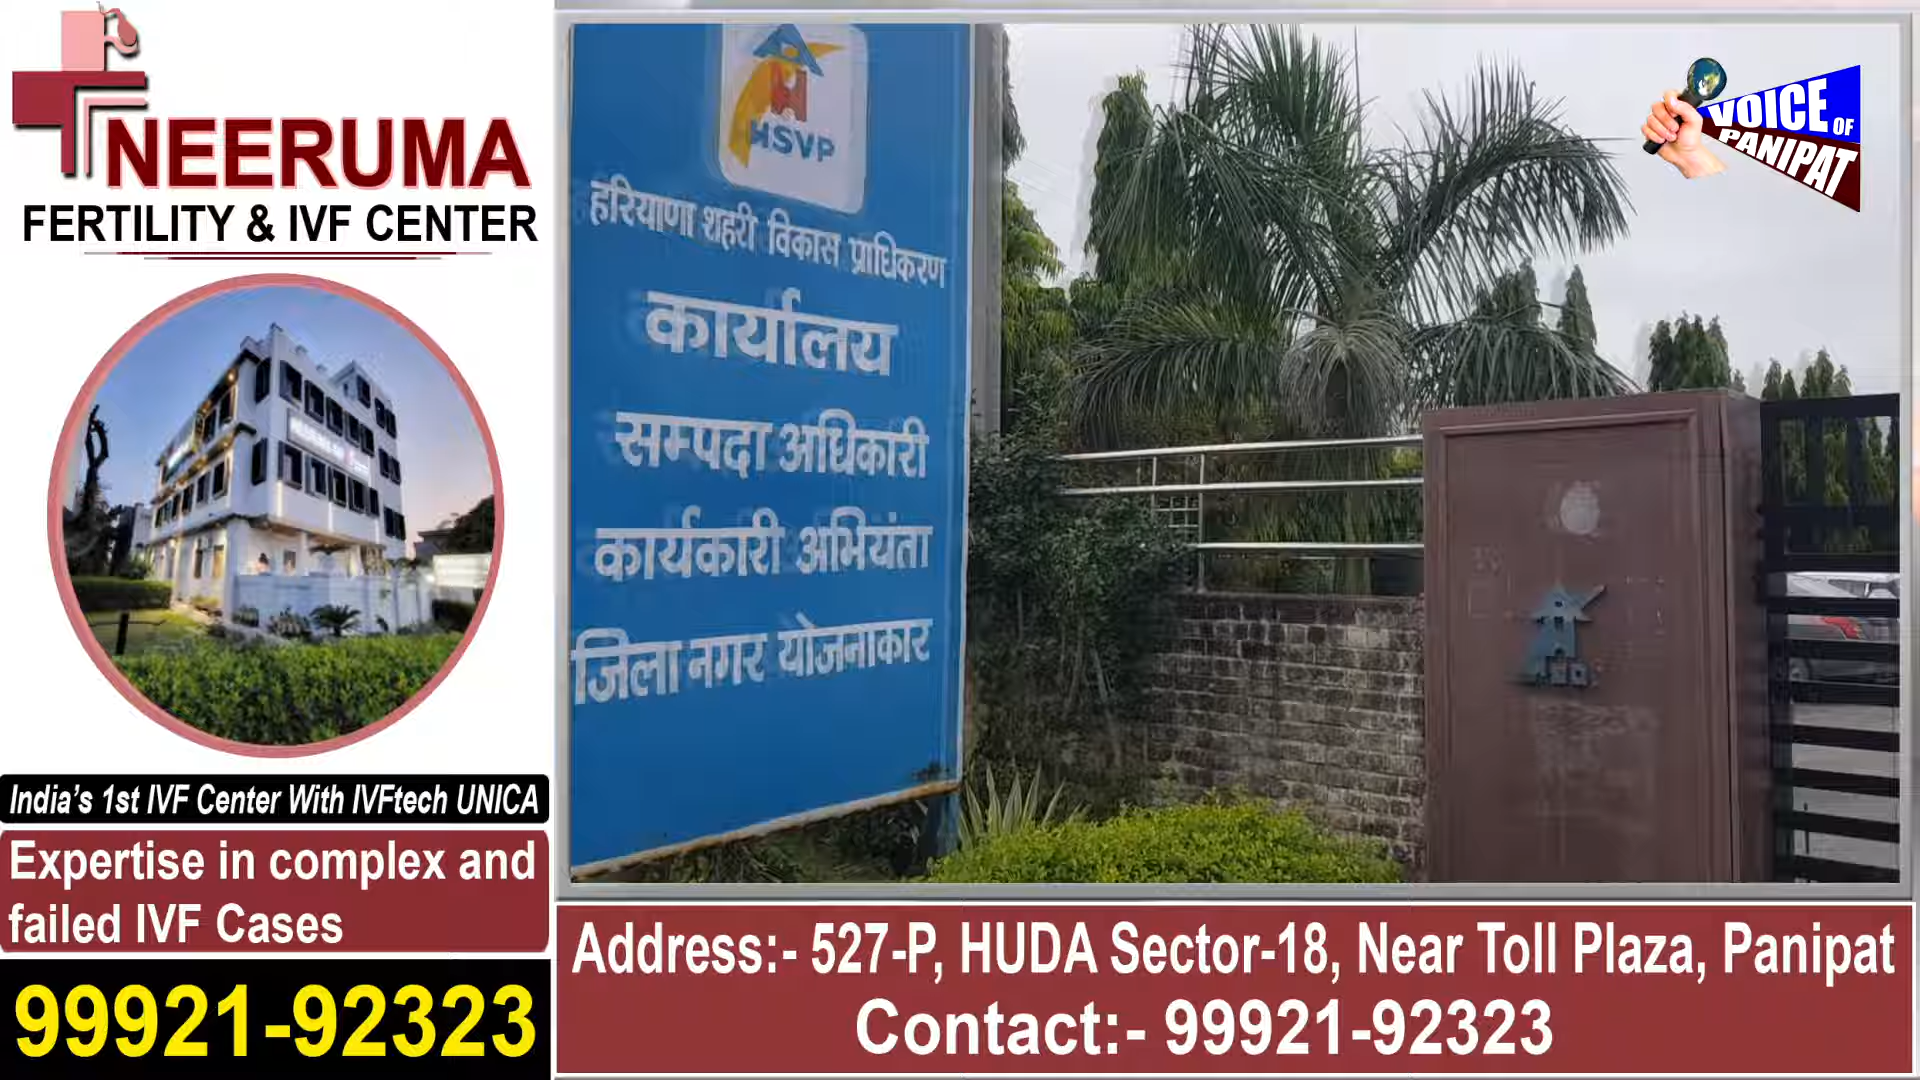 NEERUMA
FERTILITY & IVF CENTER
India's 1st IVF Center With IVFtech UNICA
Expertise in complex and
failed IVF Cases
99921-92323
HSVP
हरियाणा शहरी विकास प्राधिकरण
कार्यालय
सम्पदा अधिकारी
कार्यकारी अभियंता
जिला नगर योजनाकार
VOICE OF
PANIPAT
Address:- 527-P, HUDA Sector-18, Near Toll Plaza, Panipat
Contact:- 99921-92323